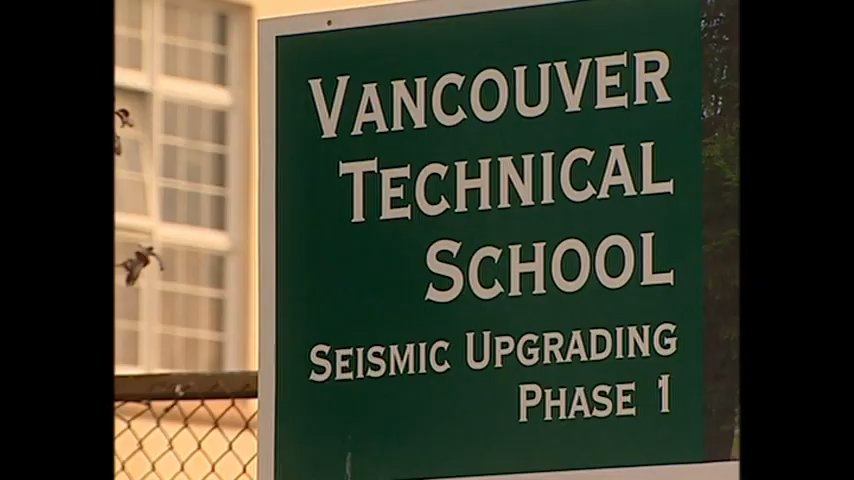 VANCOUVER
TECHNICAL
SCHOOL
SEISMIC UPGRADING
PHASE 1